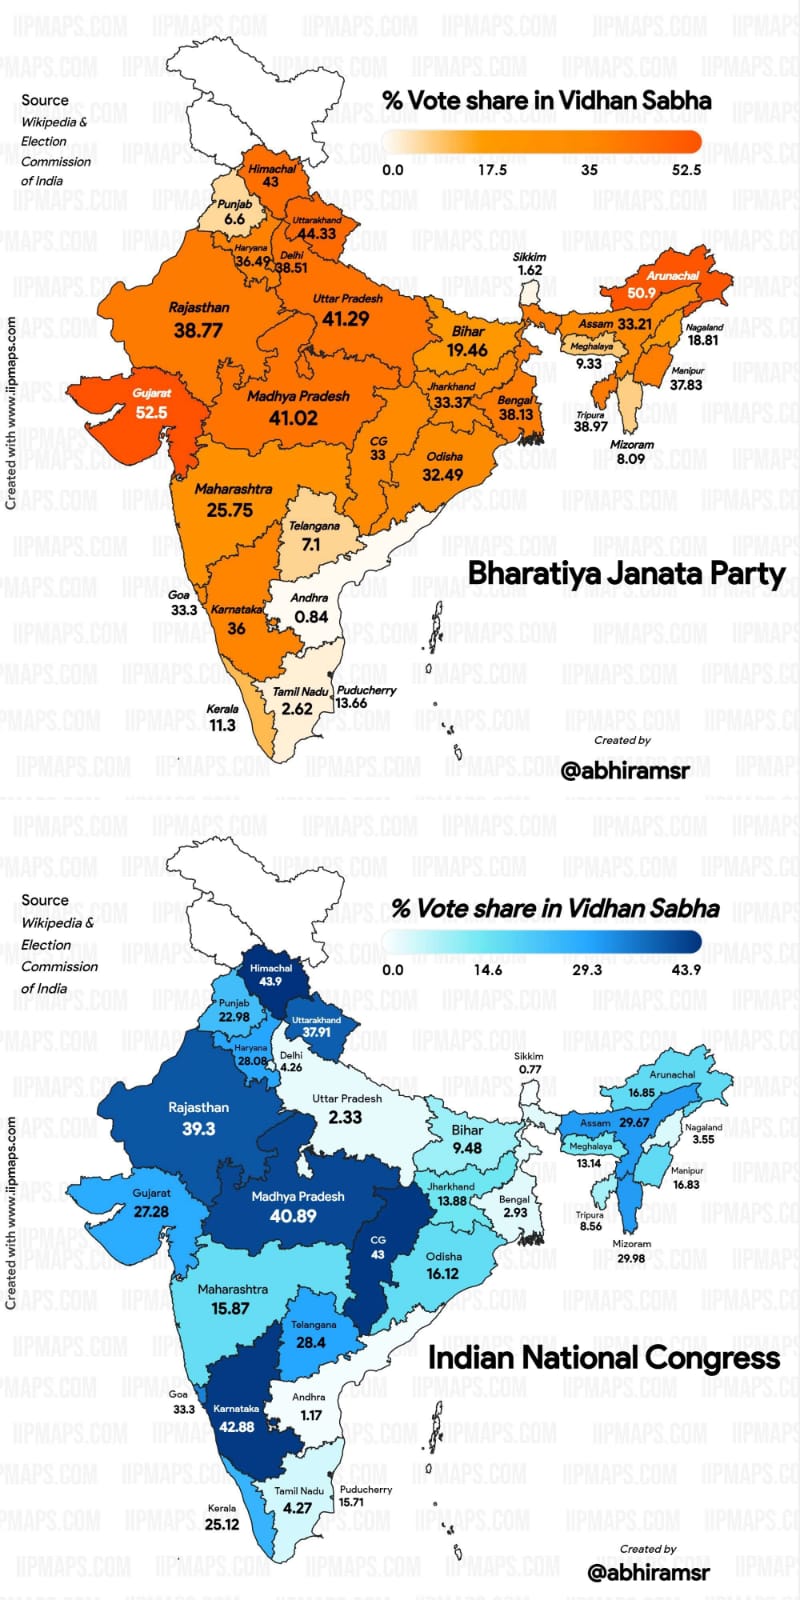 % Vote share in Vidhan Sabha
0.0 17.5 35 52.5
Source
Wikipedia &
Election
Commission
of India
Created with www.iipmaps.com
Himachal
43
Punjab
6.6
Uttarakhand
44.33
Haryana
36.49
Delhi
38.51
Rajasthan
38.77
Uttar Pradesh
41.29
Bihar
19.46
Sikkim
1.62
Arunachal
50.9
Assam 33.21
Nagaland
18.81
Meghalaya
9.33
Manipur
37.83
Tripura
38.97
Mizoram
8.09
Gujarat
52.5
Madhya Pradesh
41.02
Jharkhand
33.37
Bengal
38.13
CG
33
Odisha
32.49
Maharashtra
25.75
Telangana
7.1
Bharatiya Janata Party
Goa
33.3
Karnataka
36
Andhra
0.84
Kerala
11.3
Tamil Nadu
2.62
Puducherry
13.66
Created by
@abhiramsr
% Vote share in Vidhan Sabha
0.0 14.6 29.3 43.9
Source
Wikipedia &
Election
Commission
of India
Created with www.iipmaps.com
Himachal
43.9
Punjab
22.98
Uttarakhand
37.91
Haryana
28.08
Delhi
4.26
Rajasthan
39.3
Uttar Pradesh
2.33
Bihar
9.48
Sikkim
0.77
Arunachal
16.85
Assam 29.67
Nagaland
3.55
Meghalaya
13.14
Manipur
16.83
Tripura
8.56
Mizoram
29.98
Gujarat
27.28
Madhya Pradesh
40.89
Jharkhand
13.88
Bengal
2.93
CG
43
Odisha
16.12
Maharashtra
15.87
Telangana
28.4
Indian National Congress
Goa
33.3
Karnataka
42.88
Andhra
1.17
Kerala
25.12
Tamil Nadu
4.27
Puducherry
15.71
Created by
@abhiramsr
IIPMAPS.COM